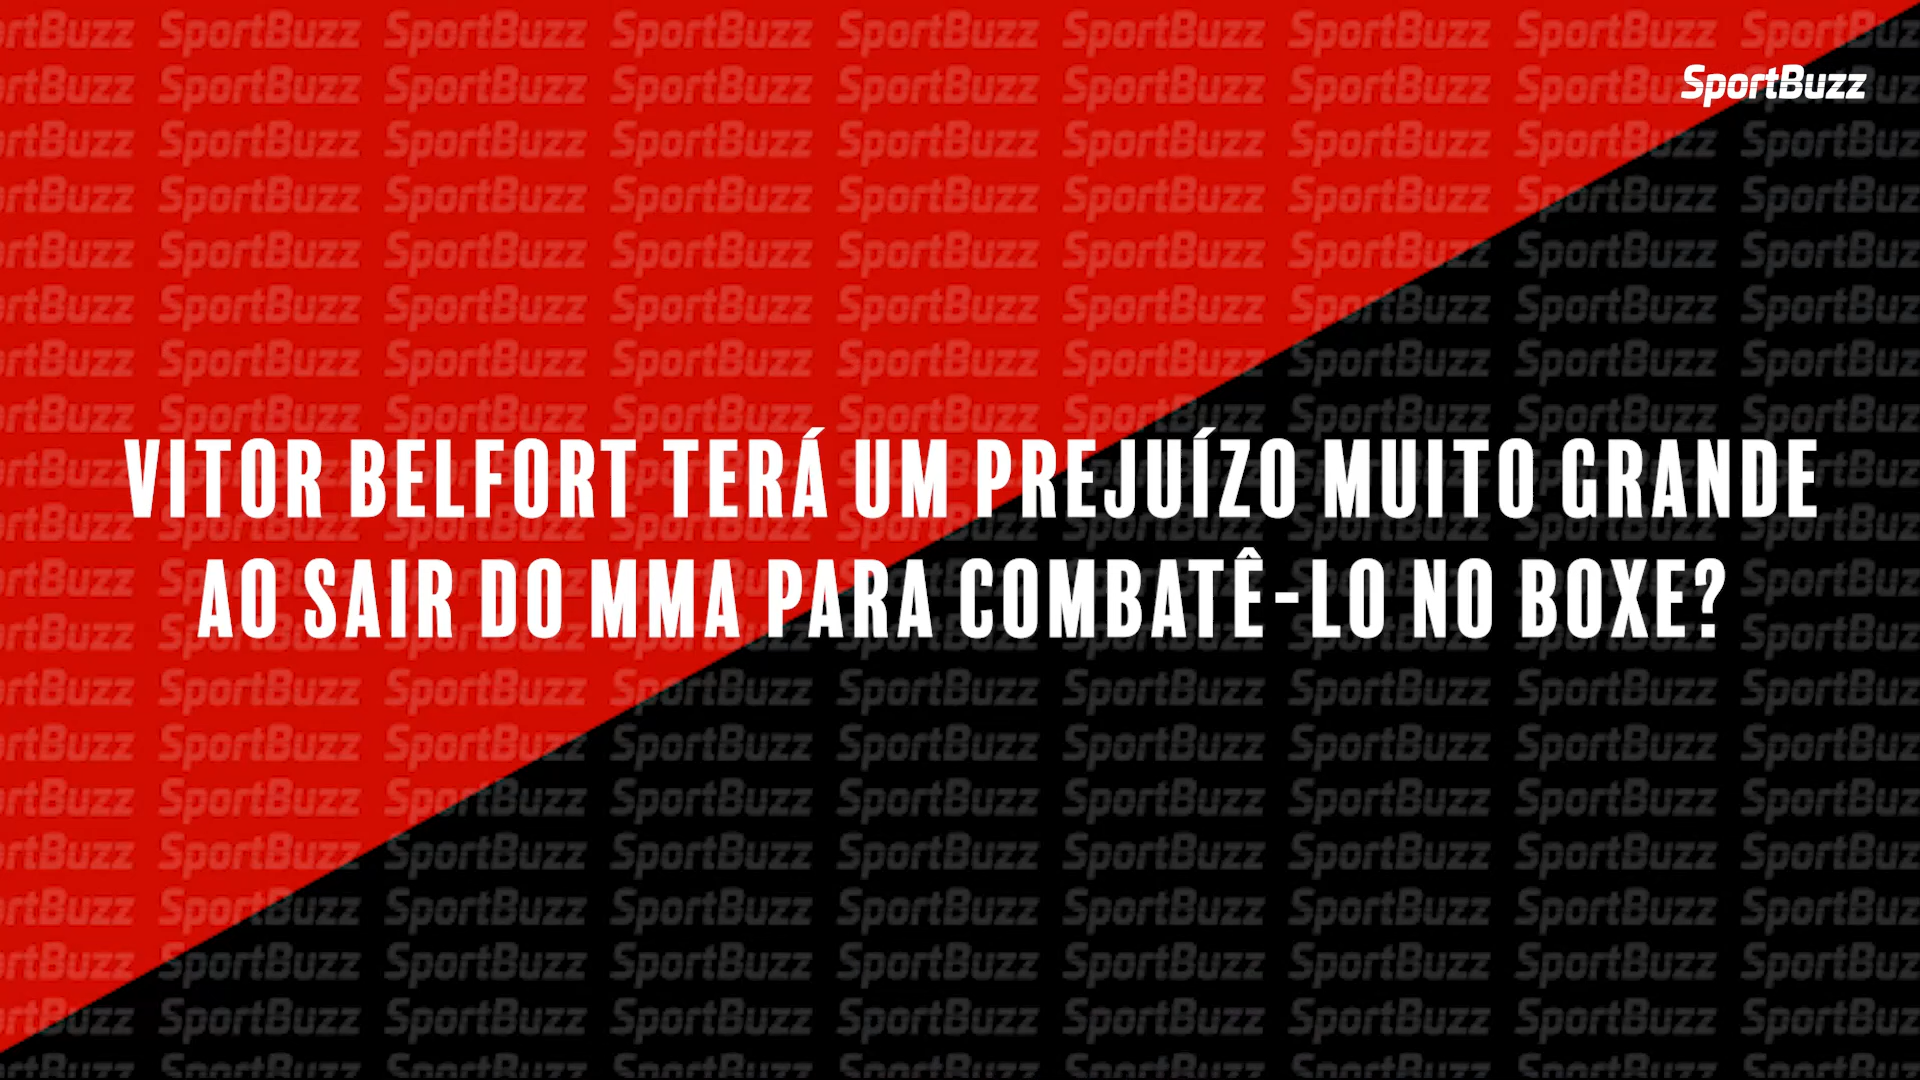 SportBuzz
VITOR BELFORT TERÁ UM PREJUÍZO MUITO GRANDE
AO SAIR DO MMA PARA COMBATÊ-LO NO BOXE?